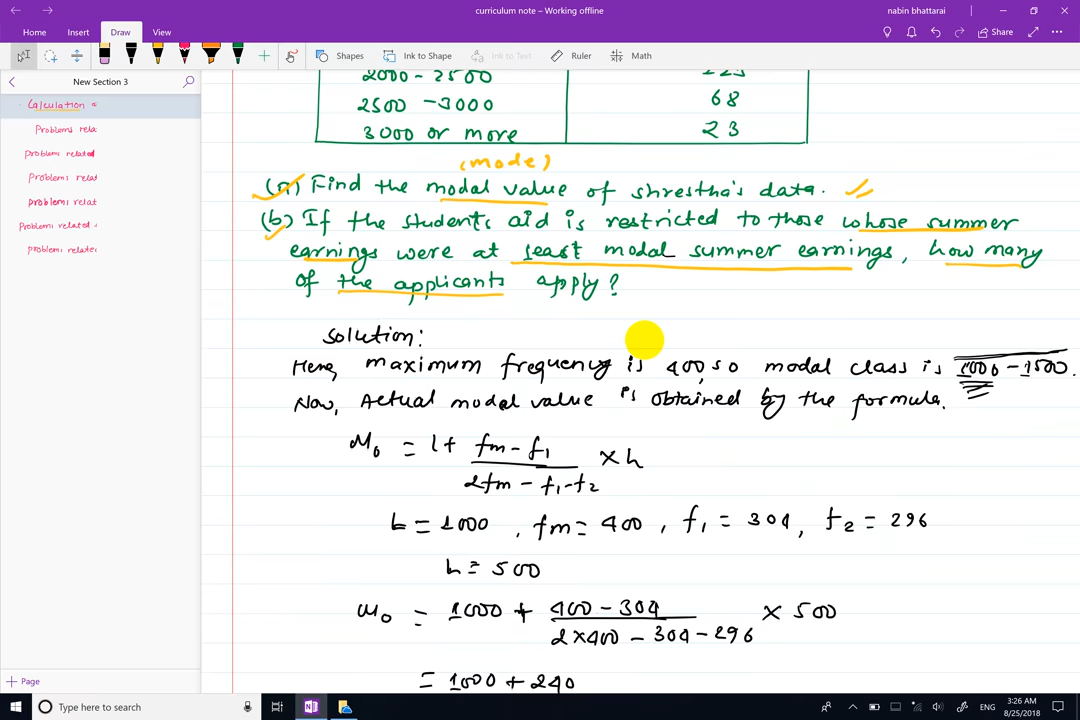 curriculum note – Working offline
nabin bhattarai
Home Insert Draw View
Share
Shapes Ink to Shape Ink to Text Ruler Math
New Section 3
Calculation
Problems rela
Problems related
Problems relat
Problems relat
Problems related
Problems related
2000 - 2500
2500 - 3000 68
3000 or more 23
(mode)
(a) Find the modal value of shrestha's data.
(b) If the students aid is restricted to those whose summer
earnings were at least modal summer earnings, how many
of the applicants apply?
Solution:
Here, maximum frequency is 400, so modal class is 1000 - 1500.
Now, Actual modal value is obtained by the formula.
Mo = l + fm - f1 / 2fm - f1 - f2 × h
L = 1000, fm = 400, f1 = 304, f2 = 296
h = 500
Mo = 1000 + 400 - 304 / 2×400 - 304 - 296 × 500
= 1000 + 240
+ Page
Type here to search
ENG
3:26 AM
8/25/2018